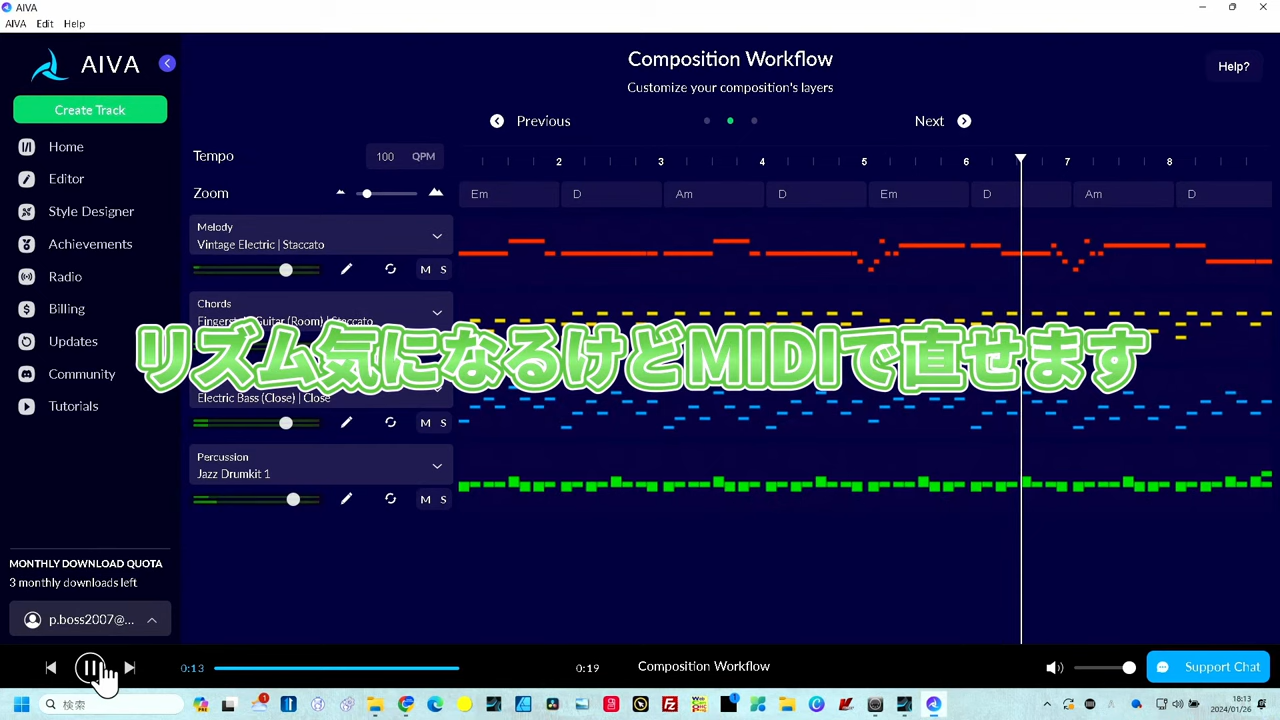 AIVA
AIVA Edit Help
AIVA
Create Track
Home
Editor
Style Designer
Achievements
Radio
Billing
Updates
Community
Tutorials
MONTHLY DOWNLOAD QUOTA
3 monthly downloads left
p.boss2007@...
Composition Workflow
Customize your composition's layers
Help?
Previous
Next
Tempo
100 QPM
2 3 4 5 6 7 8
Zoom
Em D Am D Em D Am D
Melody
Vintage Electric | Staccato
M S
Chords
リズム気になるけどMIDIで直せます
Electric Bass (Close) | Close
M S
Percussion
Jazz Drumkit 1
M S
0:13
0:19
Composition Workflow
Support Chat
検索
18:13
2024/01/26